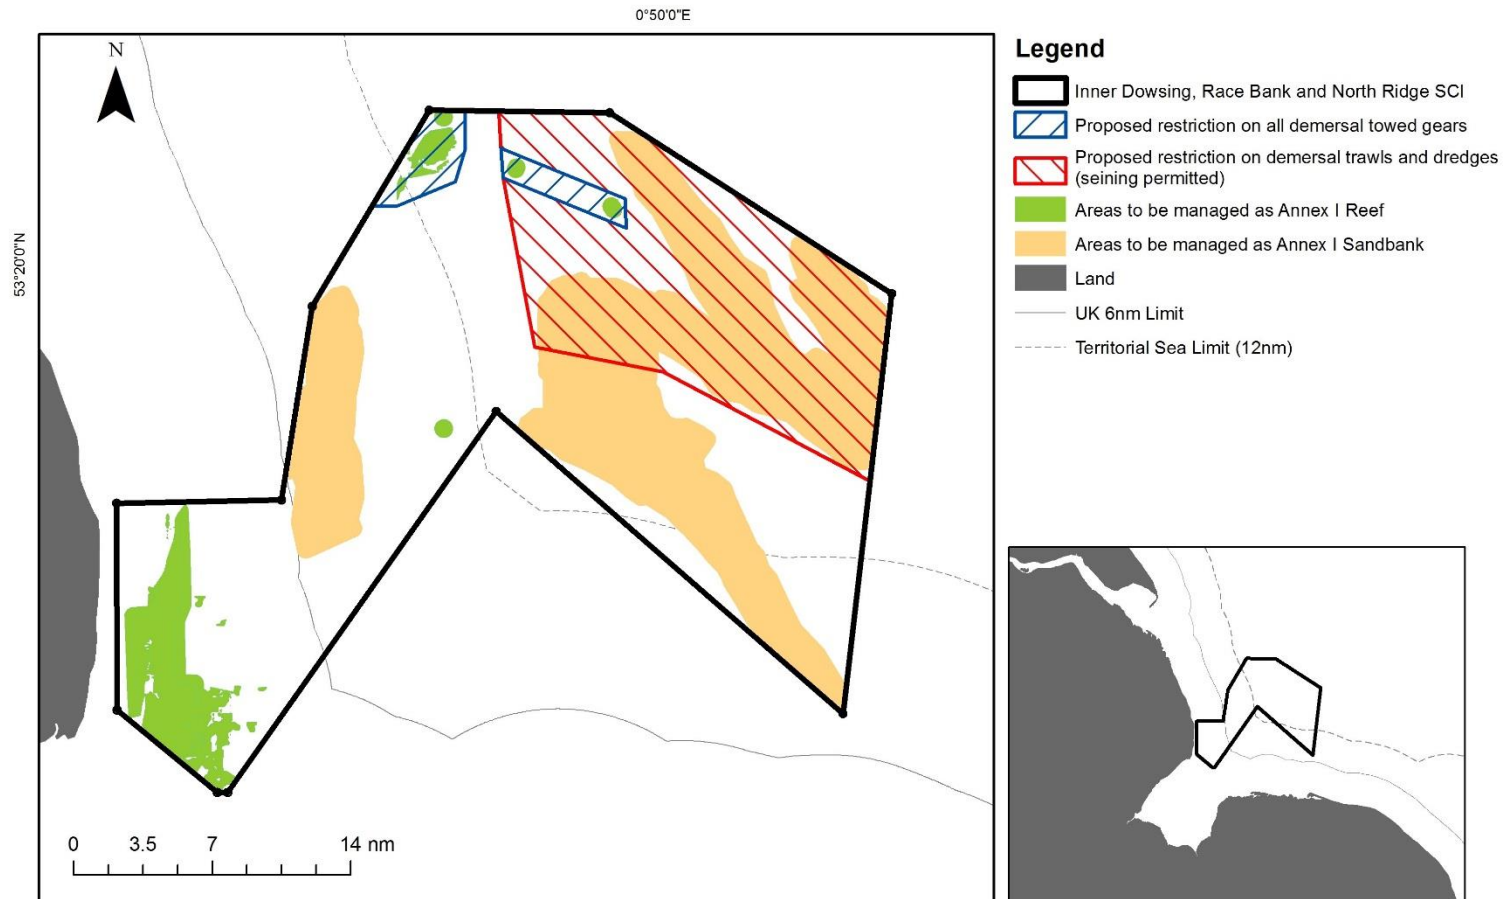 0°50'0"E
N
53°20'0"N
0 3.5 7 14 nm
Legend
Inner Dowsing, Race Bank and North Ridge SCI
Proposed restriction on all demersal towed gears
Proposed restriction on demersal trawls and dredges
(seining permitted)
Areas to be managed as Annex I Reef
Areas to be managed as Annex I Sandbank
Land
UK 6nm Limit
Territorial Sea Limit (12nm)